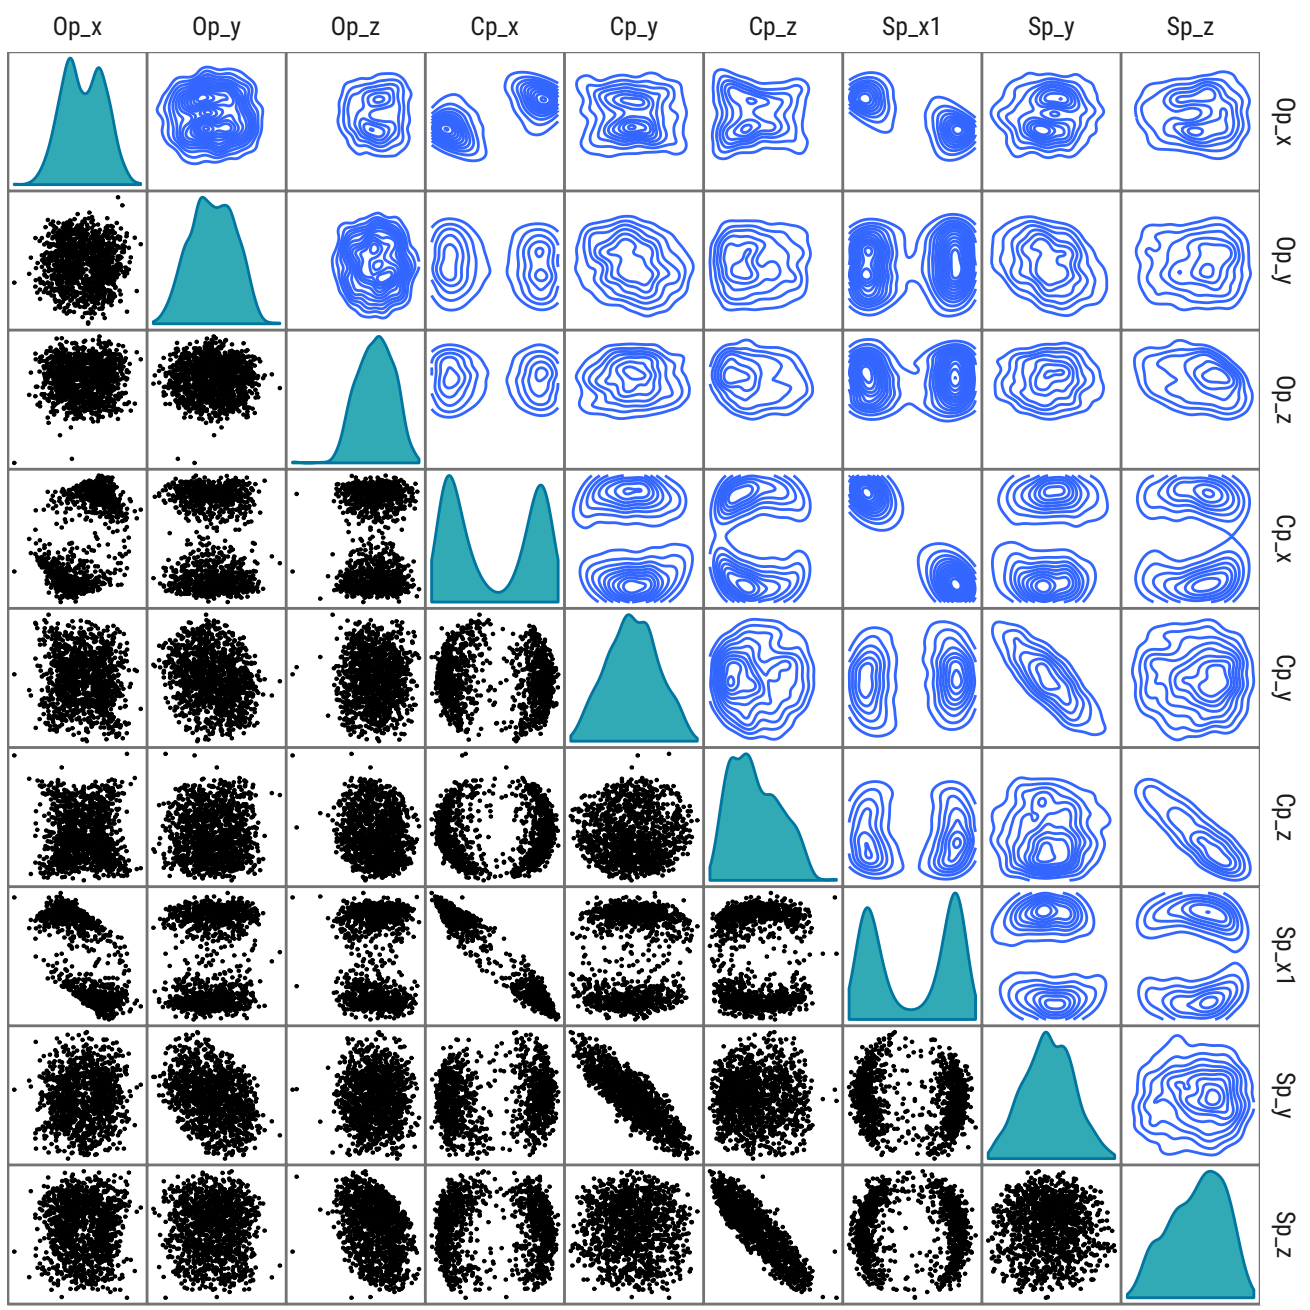 Op_x Op_y Op_z Cp_x Cp_y Cp_z Sp_x1 Sp_y Sp_z
Op_x
Op_y
Op_z
Cp_x
Cp_y
Cp_z
Sp_x1
Sp_y
Sp_z